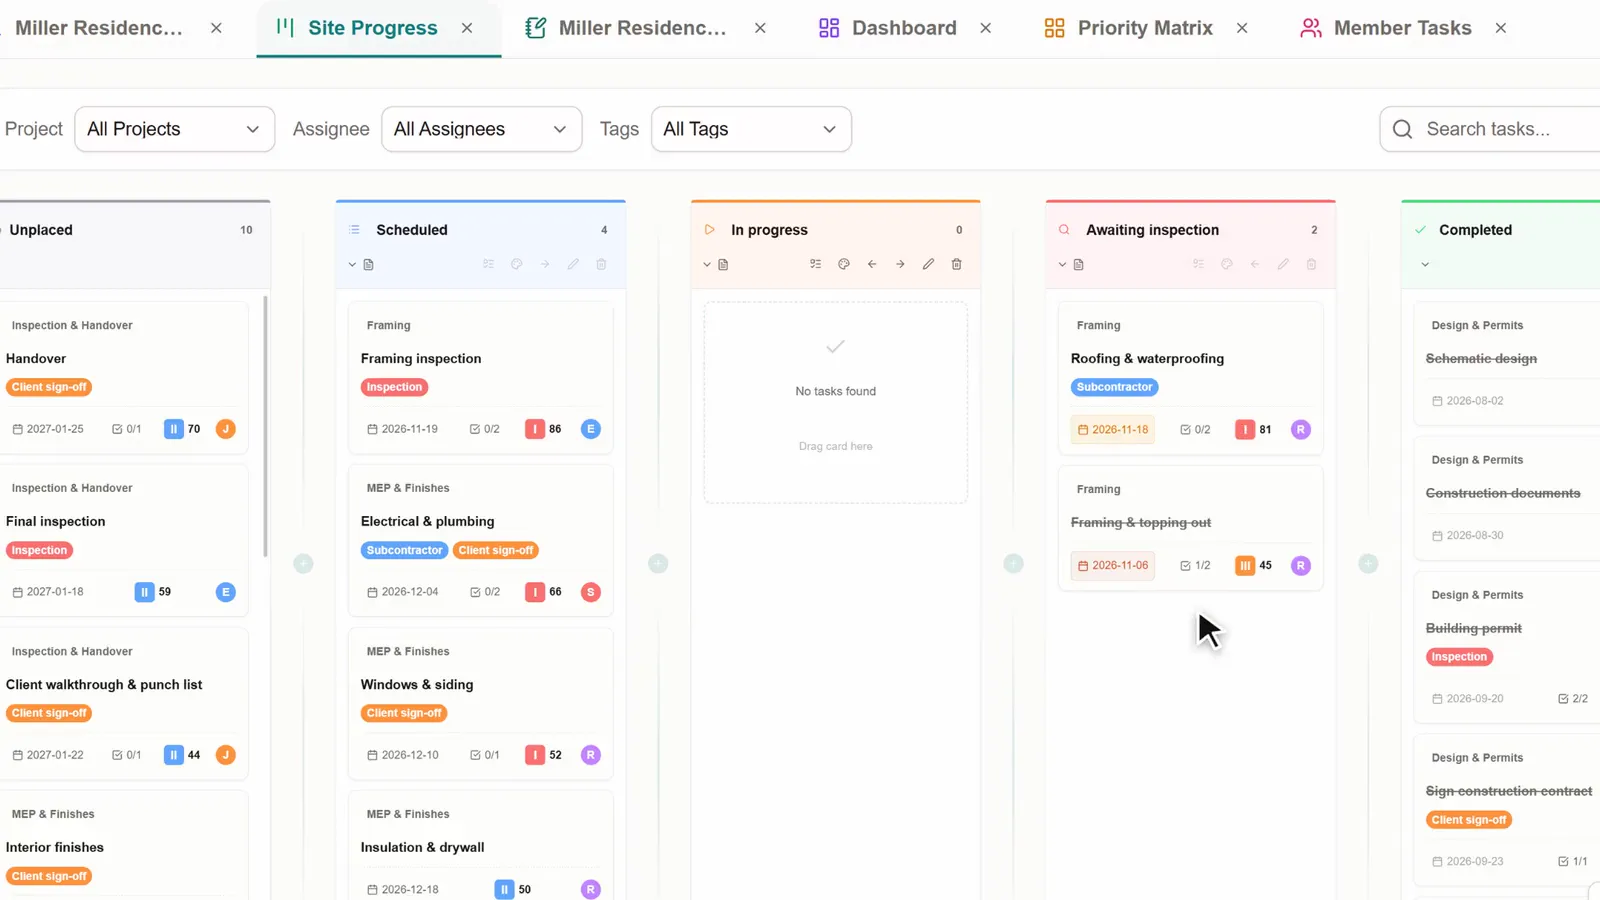 Miller Residenc...
Site Progress
Miller Residenc...
Dashboard
Priority Matrix
Member Tasks
Project
All Projects
Assignee
All Assignees
Tags
All Tags
Search tasks...
Unplaced
10
Inspection & Handover
Handover
Client sign-off
2027-01-25
0/1
II
70
J
Inspection & Handover
Final inspection
Inspection
2027-01-18
II
59
E
Inspection & Handover
Client walkthrough & punch list
Client sign-off
2027-01-22
0/1
II
44
J
MEP & Finishes
Interior finishes
Client sign-off
Scheduled
4
Framing
Framing inspection
Inspection
2026-11-19
0/2
I
86
E
MEP & Finishes
Electrical & plumbing
Subcontractor
Client sign-off
2026-12-04
0/2
I
66
S
MEP & Finishes
Windows & siding
Client sign-off
2026-12-10
0/1
I
52
R
MEP & Finishes
Insulation & drywall
2026-12-18
II
50
R
In progress
0
No tasks found
Drag card here
Awaiting inspection
2
Framing
Roofing & waterproofing
Subcontractor
2026-11-18
0/2
I
81
R
Framing
Framing & topping out
2026-11-06
1/2
III
45
R
Completed
Design & Permits
Schematic design
2026-08-02
Design & Permits
Construction documents
2026-08-30
Design & Permits
Building permit
Inspection
2026-09-20
2/2
Design & Permits
Sign construction contract
Client sign-off
2026-09-23
1/1